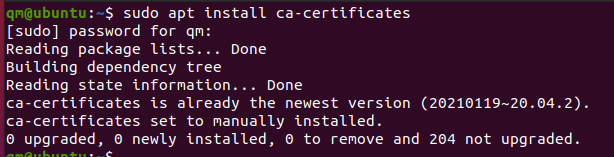 qm@ubuntu:~$ sudo apt install ca-certificates
[sudo] password for qm:
Reading package lists... Done
Building dependency tree
Reading state information... Done
ca-certificates is already the newest version (20210119~20.04.2).
ca-certificates set to manually installed.
0 upgraded, 0 newly installed, 0 to remove and 204 not upgraded.
qm@ubuntu:~$